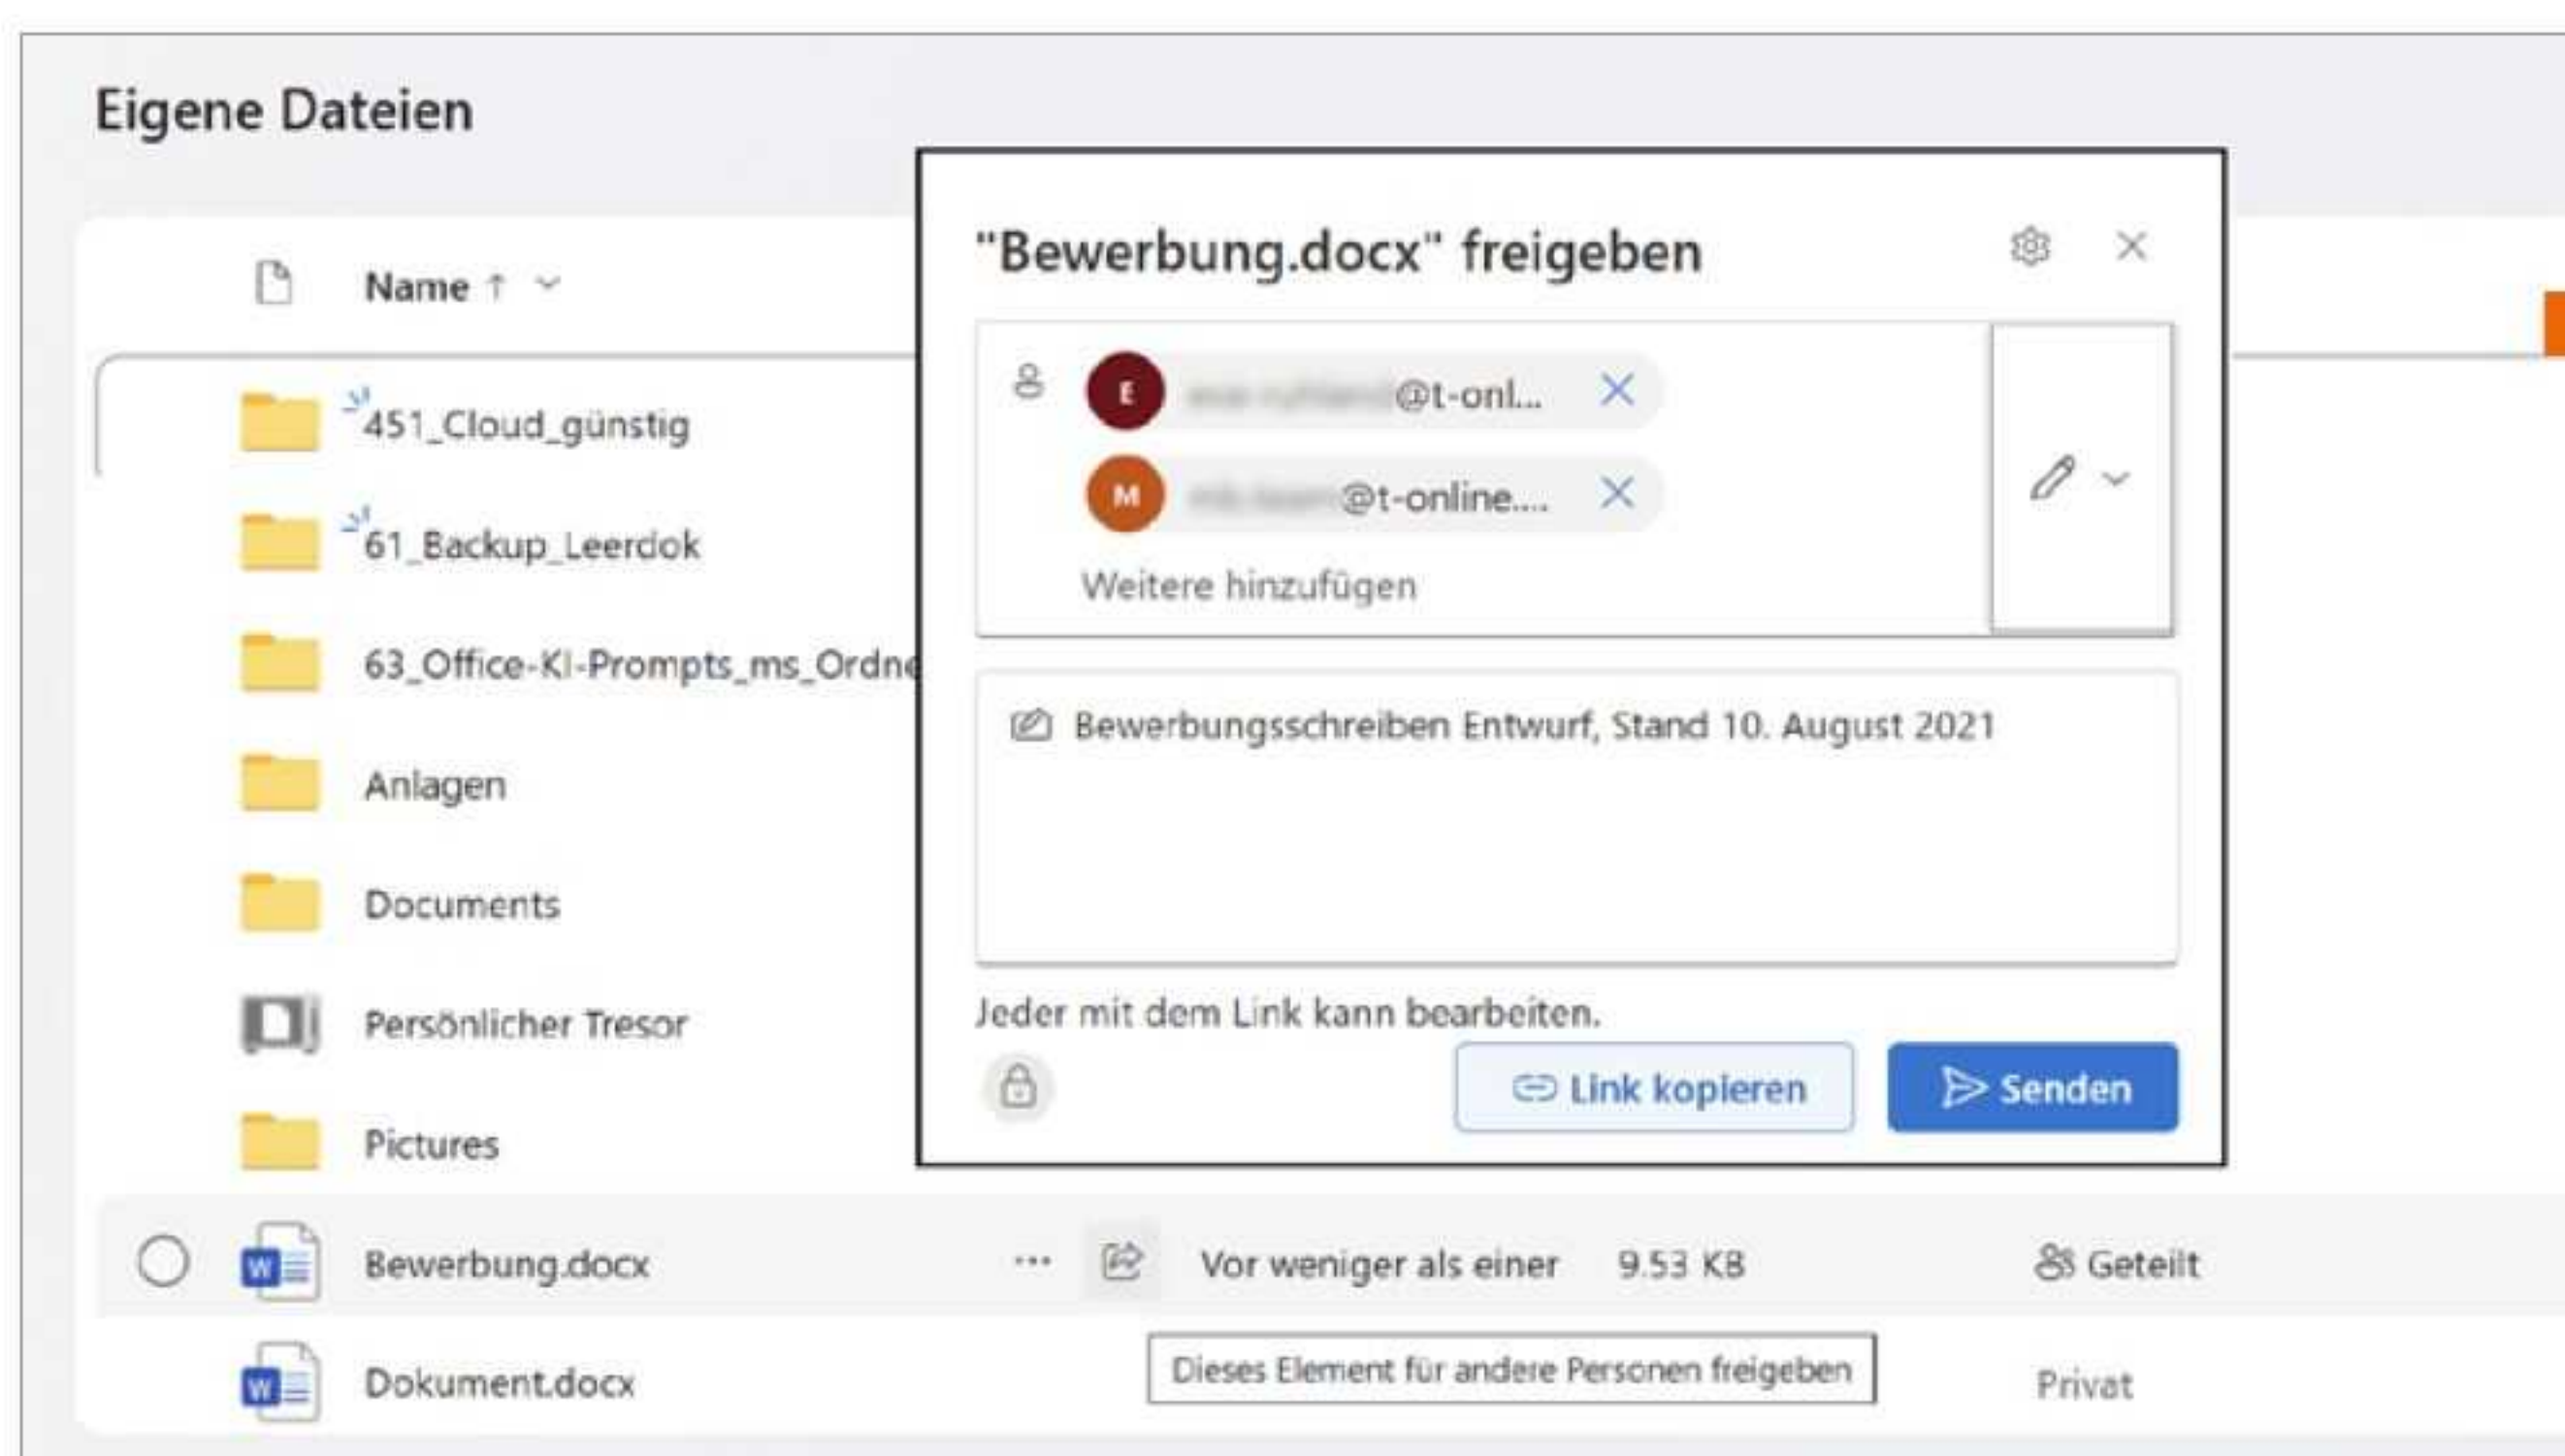 Eigene Dateien
Name
451_Cloud_günstig
61_Backup_Leerdok
63_Office-KI-Prompts_ms_Ordne
Anlagen
Documents
Persönlicher Tresor
Pictures
Bewerbung.docx
Vor weniger als einer
9.53 KB
Geteilt
Dokument.docx
Dieses Element für andere Personen freigeben
Privat
"Bewerbung.docx" freigeben
E
@t-onl...
M
@t-online....
Weitere hinzufügen
Bewerbungsschreiben Entwurf, Stand 10. August 2021
Jeder mit dem Link kann bearbeiten.
Link kopieren
Senden